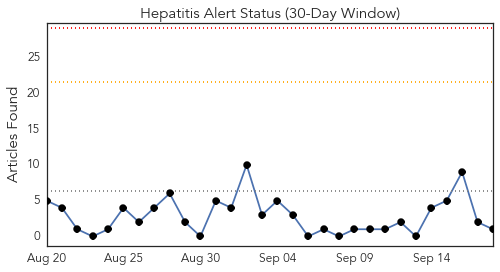 Hepatitis Alert Status (30-Day Window)
Articles Found
25
20
15
10
5
0
Aug 20 Aug 25 Aug 30 Sep 04 Sep 09 Sep 14